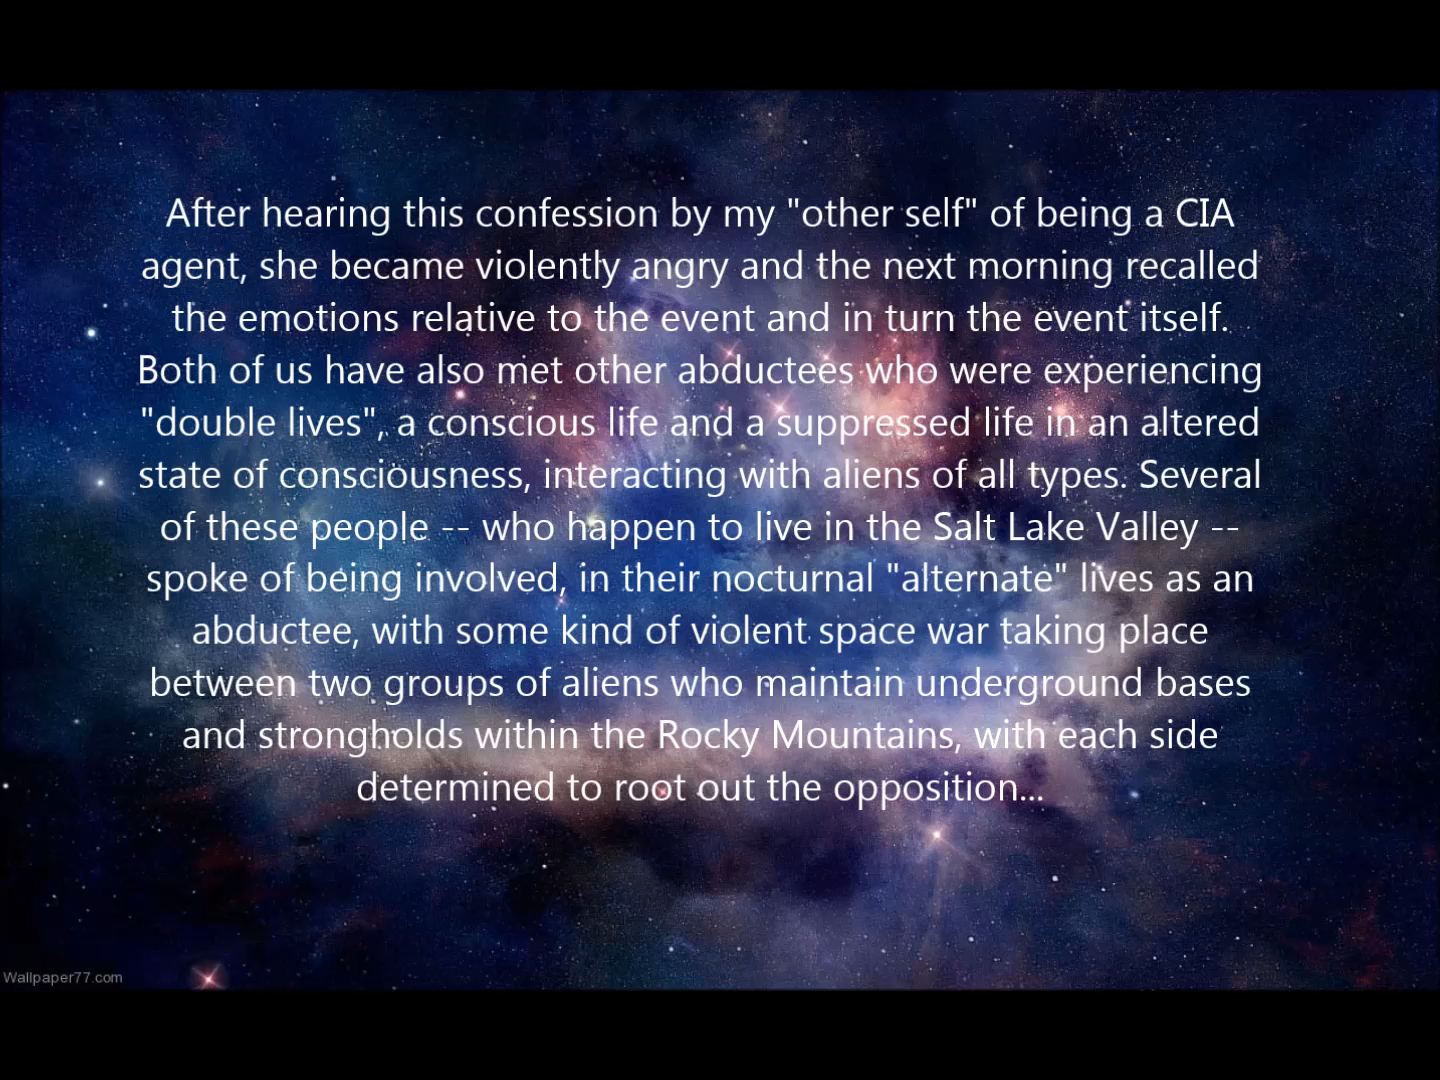 After hearing this confession by my "other self" of being a CIA
agent, she became violently angry and the next morning recalled
the emotions relative to the event and in turn the event itself.
Both of us have also met other abductees who were experiencing
"double lives", a conscious life and a suppressed life in an altered
state of consciousness, interacting with aliens of all types. Several
of these people -- who happen to live in the Salt Lake Valley --
spoke of being involved, in their nocturnal "alternate" lives as an
abductee, with some kind of violent space war taking place
between two groups of aliens who maintain underground bases
and strongholds within the Rocky Mountains, with each side
determined to root out the opposition...
Wallpaper77.com